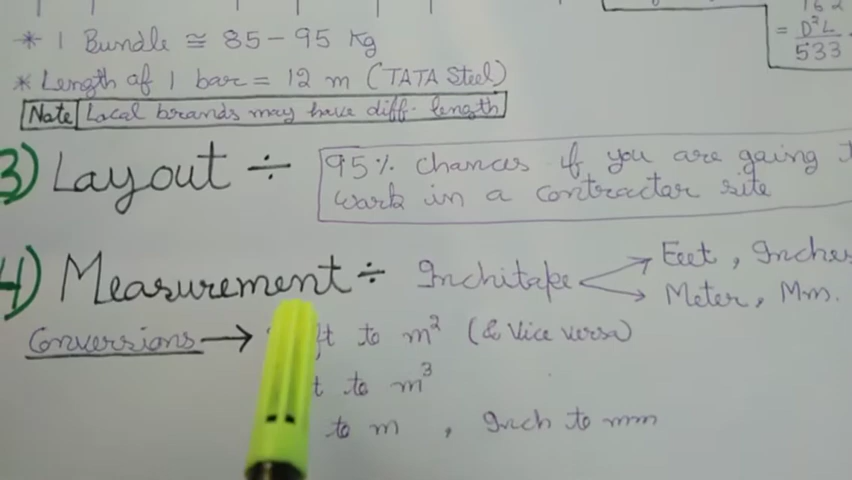 162
= D²L
533
* 1 Bundle ≅ 85-95 Kg
* Length of 1 bar = 12 m (TATA Steel)
Note Local brands may have diff. length
3) Layout ÷ 95% chances if you are going t
work in a contractor site
4) Measurement ÷ Inchitape Feet, Inches
Meter, Mm.
Conversions → ft to m² (& Vice versa)
t to m³
to m , Inch to mm